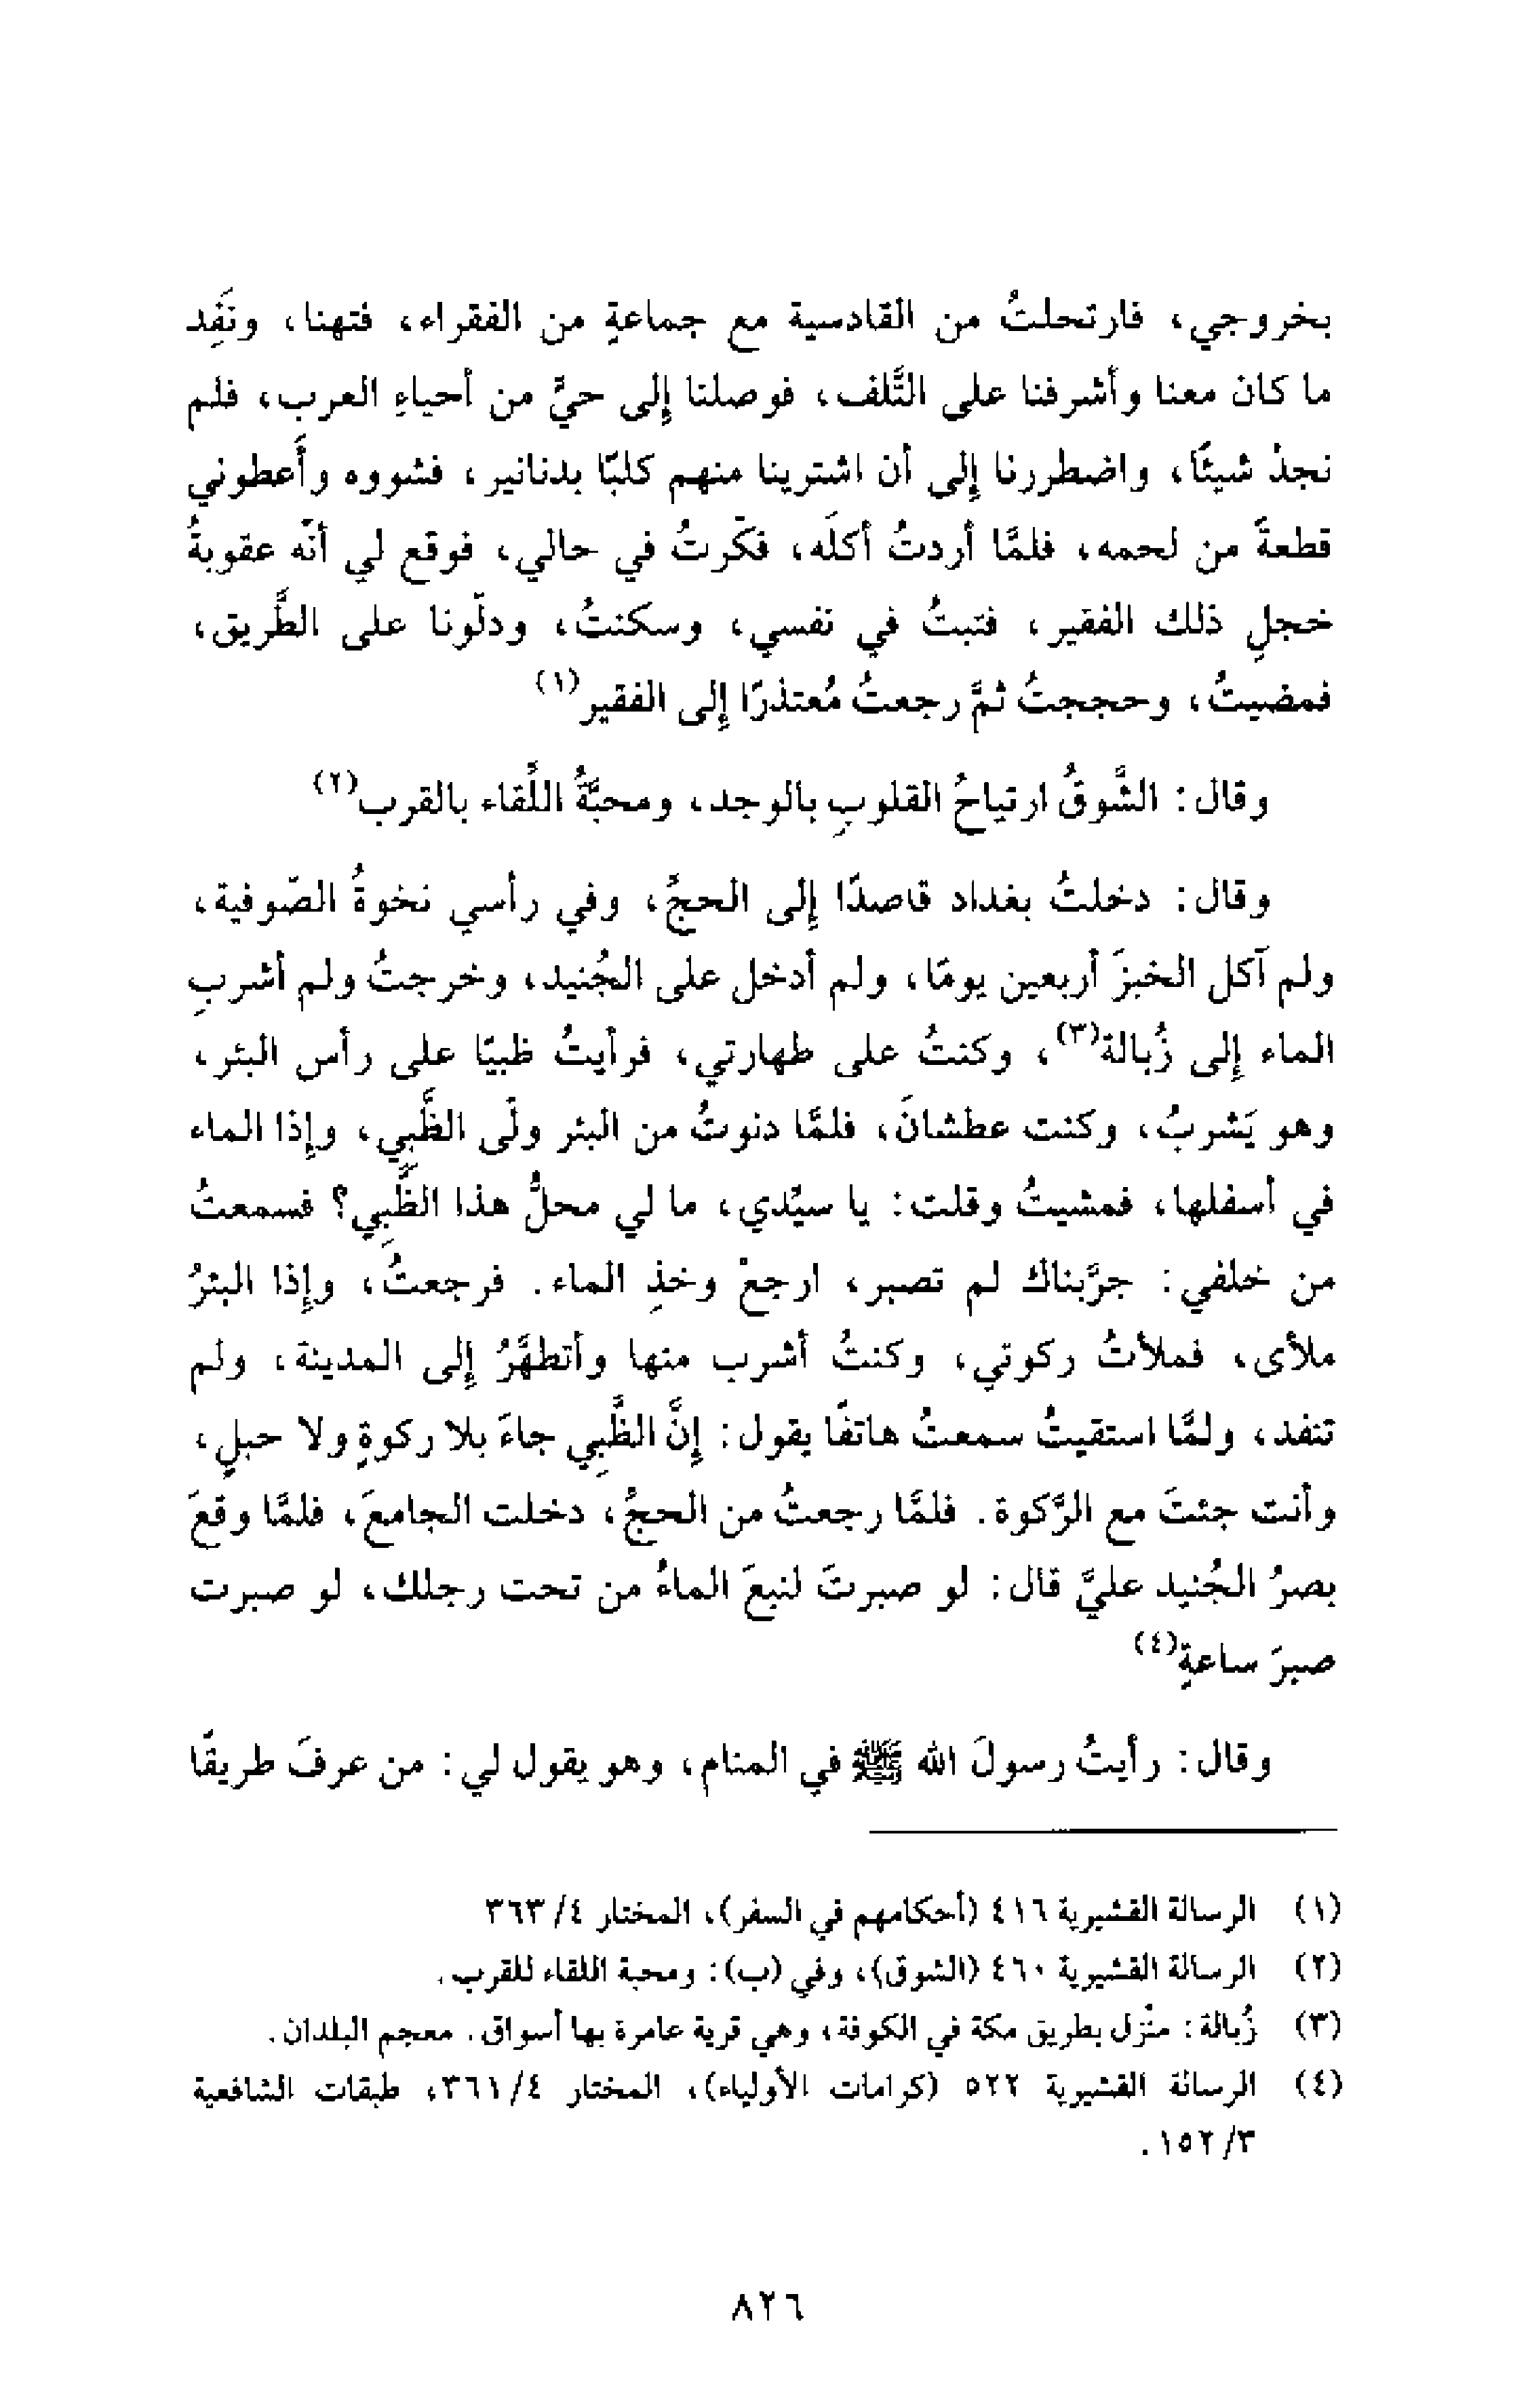 بخروجي، فارتحلتُ من القادسية مع جماعةٍ من الفقراء، فتهنا، ونَفِد
ما كان معنا وأشرفنا على التَّلف، فوصلنا إلى حيٍّ من أحياءِ العرب، فلم
نجدْ شيئًا، واضطررنا إلى أن اشترينا منهم كلبًا بدنانير، فشووه وأَعطوني
قطعةً من لحمه، فلمَّا أردتُ أكلَه، فكّرتُ في حالي، فوقع لي أنّه عقوبةُ
خجلِ ذلك الفقير، فتبتُ في نفسي، وسكنتُ، ودلّونا على الطَّريق،
فمضيتُ، وحججتُ ثمَّ رجعتُ مُعتذرًا إلى الفقير(١)
وقال: الشَّوقُ ارتياحُ القلوبِ بالوجد، ومحبَّةُ اللِّقاء بالقرب(٢)
وقال: دخلتُ بغداد قاصدًا إلى الحجِّ، وفي رأسي نخوةُ الصّوفية،
ولم آكل الخبزَ أربعين يومًا، ولم أدخل على الجُنيد، وخرجتُ ولم أشربِ
الماء إلى زُبالة(٣)، وكنتُ على طهارتي، فرأيتُ ظبيًا على رأس البئر،
وهو يَشربُ، وكنت عطشانَ، فلمَّا دنوتُ من البئر ولّى الظَّبي، وإذا الماء
في أسفلها، فمشيتُ وقلت: يا سيِّدي، ما لي محلُّ هذا الظَّبِي؟ فسمعتُ
من خلفي: جرَّبناك لم تصبر، ارجعْ وخذِ الماء. فرجعتُ، وإذا البئرُ
ملأى، فملأتُ ركوتي، وكنتُ أشرب منها وأتطهَّرُ إلى المدينة، ولم
تنفد، ولمَّا استقيتُ سمعتُ هاتفًا يقول: إنَّ الظَّبِي جاءَ بلا ركوةٍ ولا حبلٍ،
وأنت جئتَ مع الرَّكوة. فلمَّا رجعتُ من الحجِّ، دخلت الجامعَ، فلمَّا وقعَ
بصرُ الجُنيد عليَّ قال: لو صبرتَ لنبعَ الماءُ من تحت رجلك، لو صبرت
صبرَ ساعةٍ(٤)
وقال: رأيتُ رسولَ الله ﷺ في المنام، وهو يقول لي: من عرفَ طريقًا
(١) الرسالة القشيرية ٤١٦ (أحكامهم في السفر)، المختار ٤/ ٣٦٣
(٢) الرسالة القشيرية ٤٦٠ (الشوق)، وفي (ب): ومحبة اللقاء للقرب.
(٣) زُبالة: منْزل بطريق مكة في الكوفة، وهي قرية عامرة بها أسواق. معجم البلدان.
(٤) الرسالة القشيرية ٥٢٢ (كرامات الأولياء)، المختار ٤/ ٣٦١، طبقات الشافعية
٣/ ١٥٢.
٨٢٦